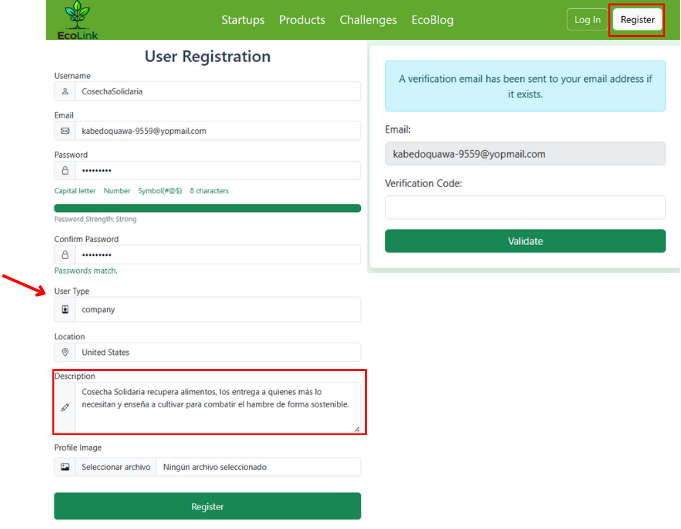 EcoLink
Startups Products Challenges EcoBlog
Log In
Register
User Registration
Username
CosechaSolidaria
Email
kabedoquawa-9559@yopmail.com
Password
•••••••••
Capital letter Number Symbol(#@$) 8 characters
Password Strength: Strong
Confirm Password
•••••••••
Passwords match.
User Type
company
Location
United States
Description
Cosecha Solidaria recupera alimentos, los entrega a quienes más lo
necesitan y enseña a cultivar para combatir el hambre de forma sostenible.
Profile Image
Seleccionar archivo Ningún archivo seleccionado
Register
A verification email has been sent to your email address if
it exists.
Email:
kabedoquawa-9559@yopmail.com
Verification Code:
Validate